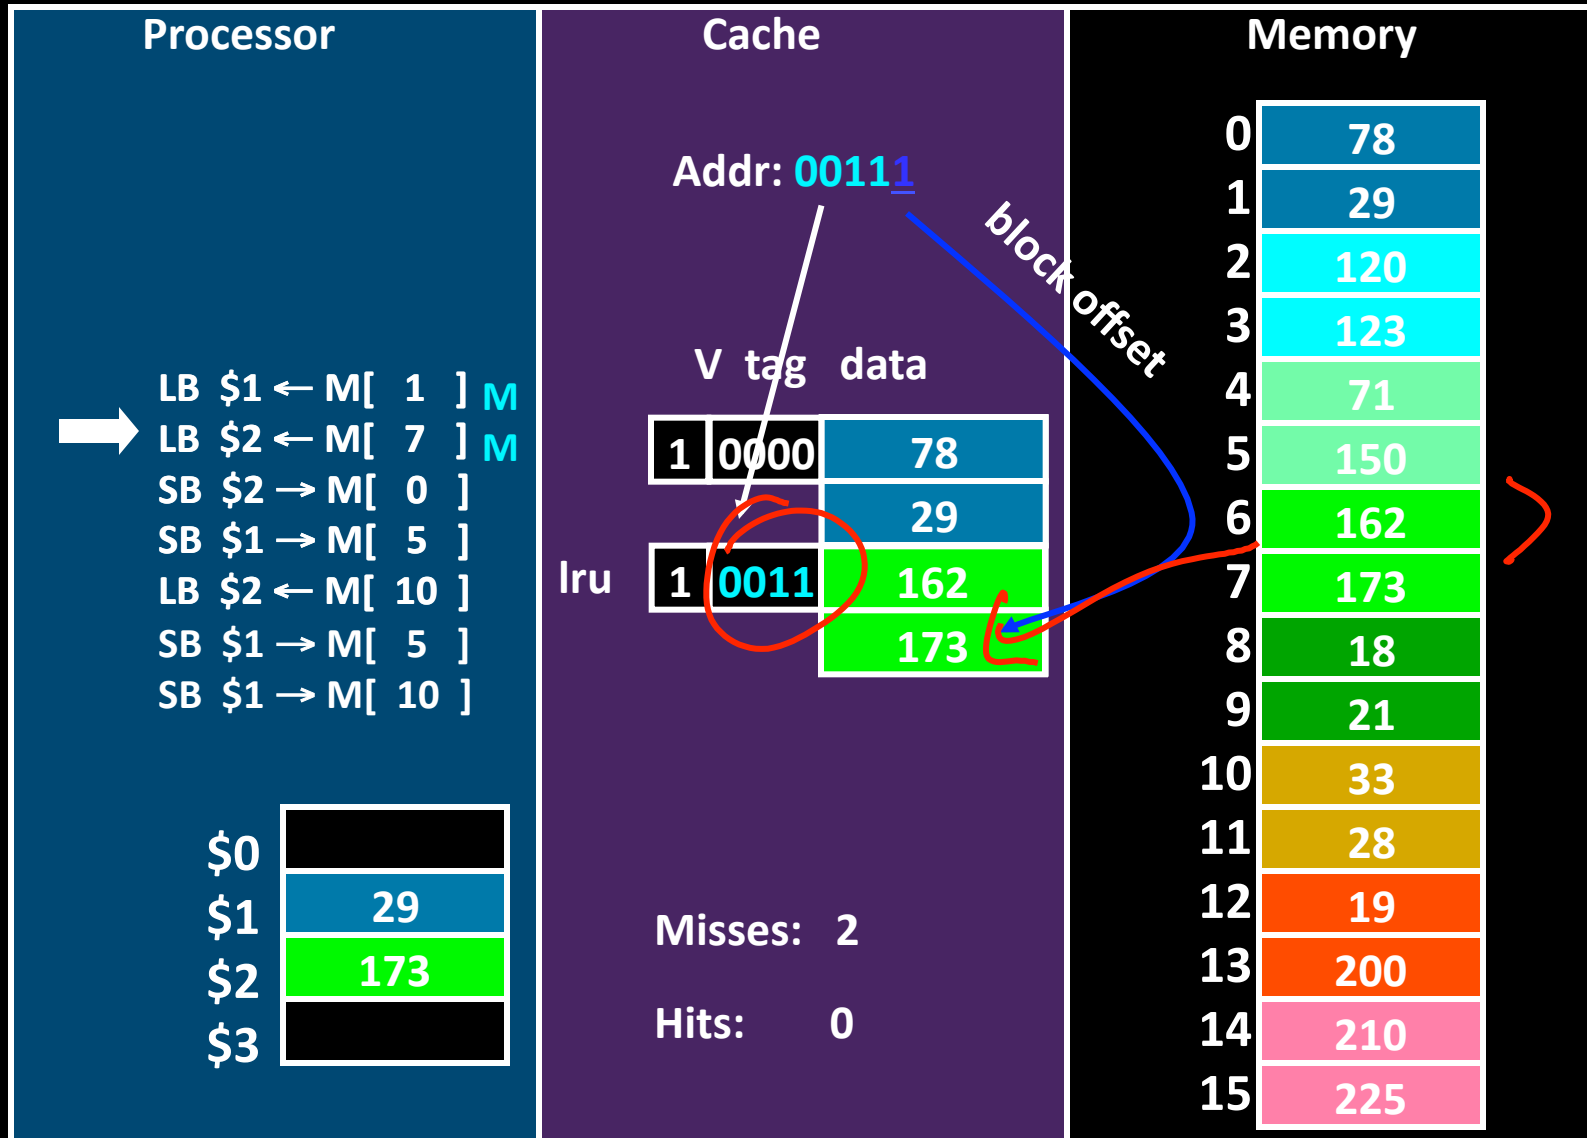 Processor
LB $1 ← M[ 1 ] M
LB $2 ← M[ 7 ] M
SB $2 → M[ 0 ]
SB $1 → M[ 5 ]
LB $2 ← M[ 10 ]
SB $1 → M[ 5 ]
SB $1 → M[ 10 ]
$0
$1 29
$2 173
$3
Cache
Addr: 00111
block offset
V tag data
1 0000 78
29
lru 1 0011 162
173
Misses: 2
Hits: 0
Memory
0 78
1 29
2 120
3 123
4 71
5 150
6 162
7 173
8 18
9 21
10 33
11 28
12 19
13 200
14 210
15 225